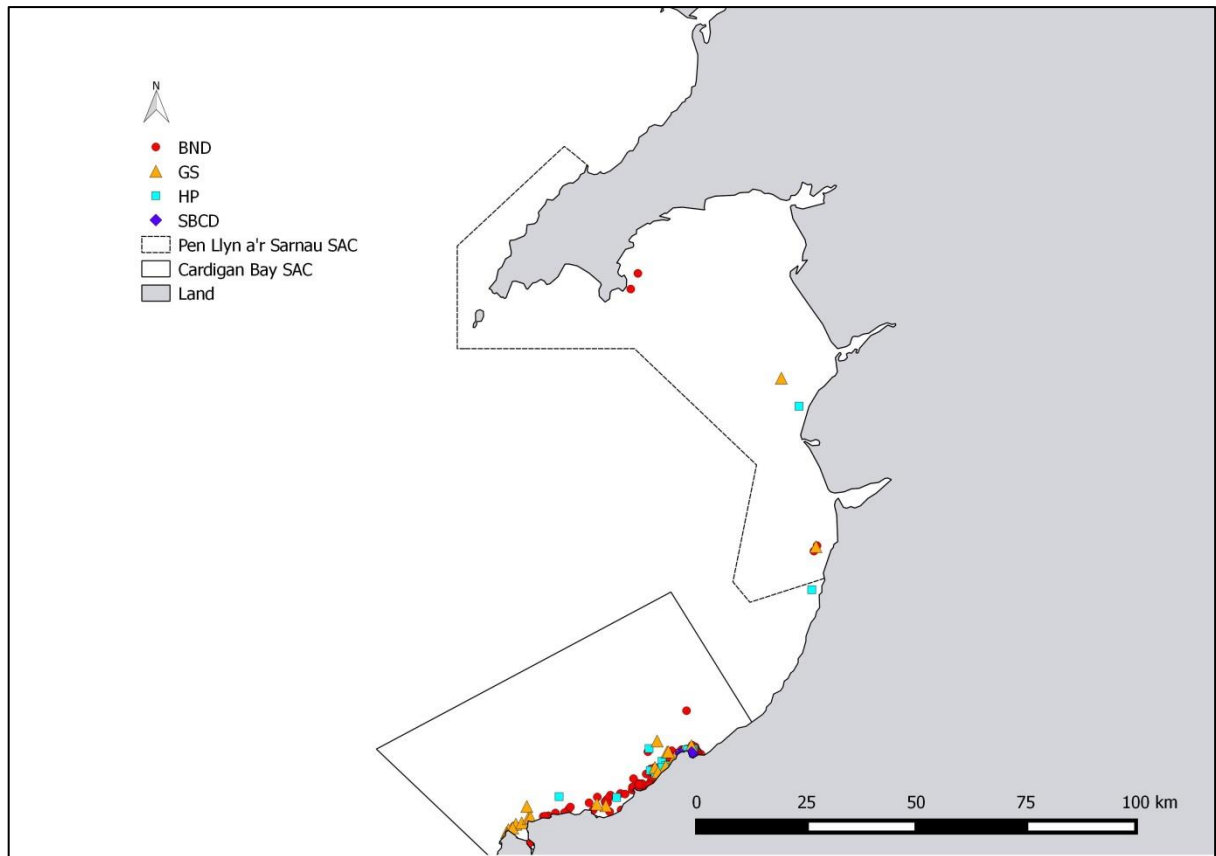 N
BND
GS
HP
SBCD
Pen Llyn a'r Sarnau SAC
Cardigan Bay SAC
Land
0 25 50 75 100 km